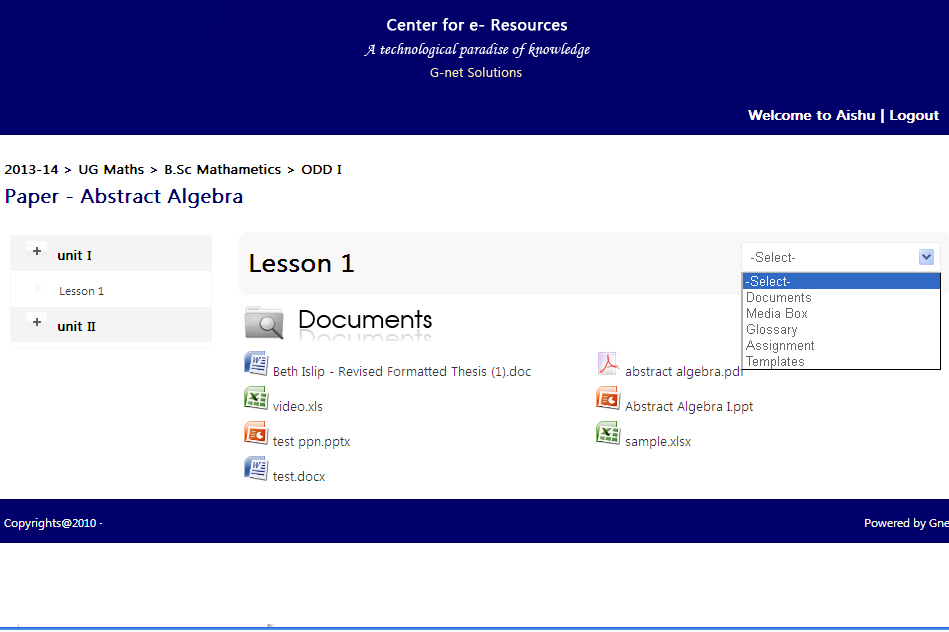 Center for e- Resources
A technological paradise of knowledge
G-net Solutions
Welcome to Aishu | Logout
2013-14 > UG Maths > B.Sc Mathametics > ODD I
Paper - Abstract Algebra
+ unit I
Lesson 1
+ unit II
Lesson 1
-Select-
-Select-
Documents
Media Box
Glossary
Assignment
Templates
Documents
Beth Islip - Revised Formatted Thesis (1).doc
abstract algebra.pdf
video.xls
Abstract Algebra I.ppt
test ppn.pptx
sample.xlsx
test.docx
Copyrights@2010 -
Powered by Gne